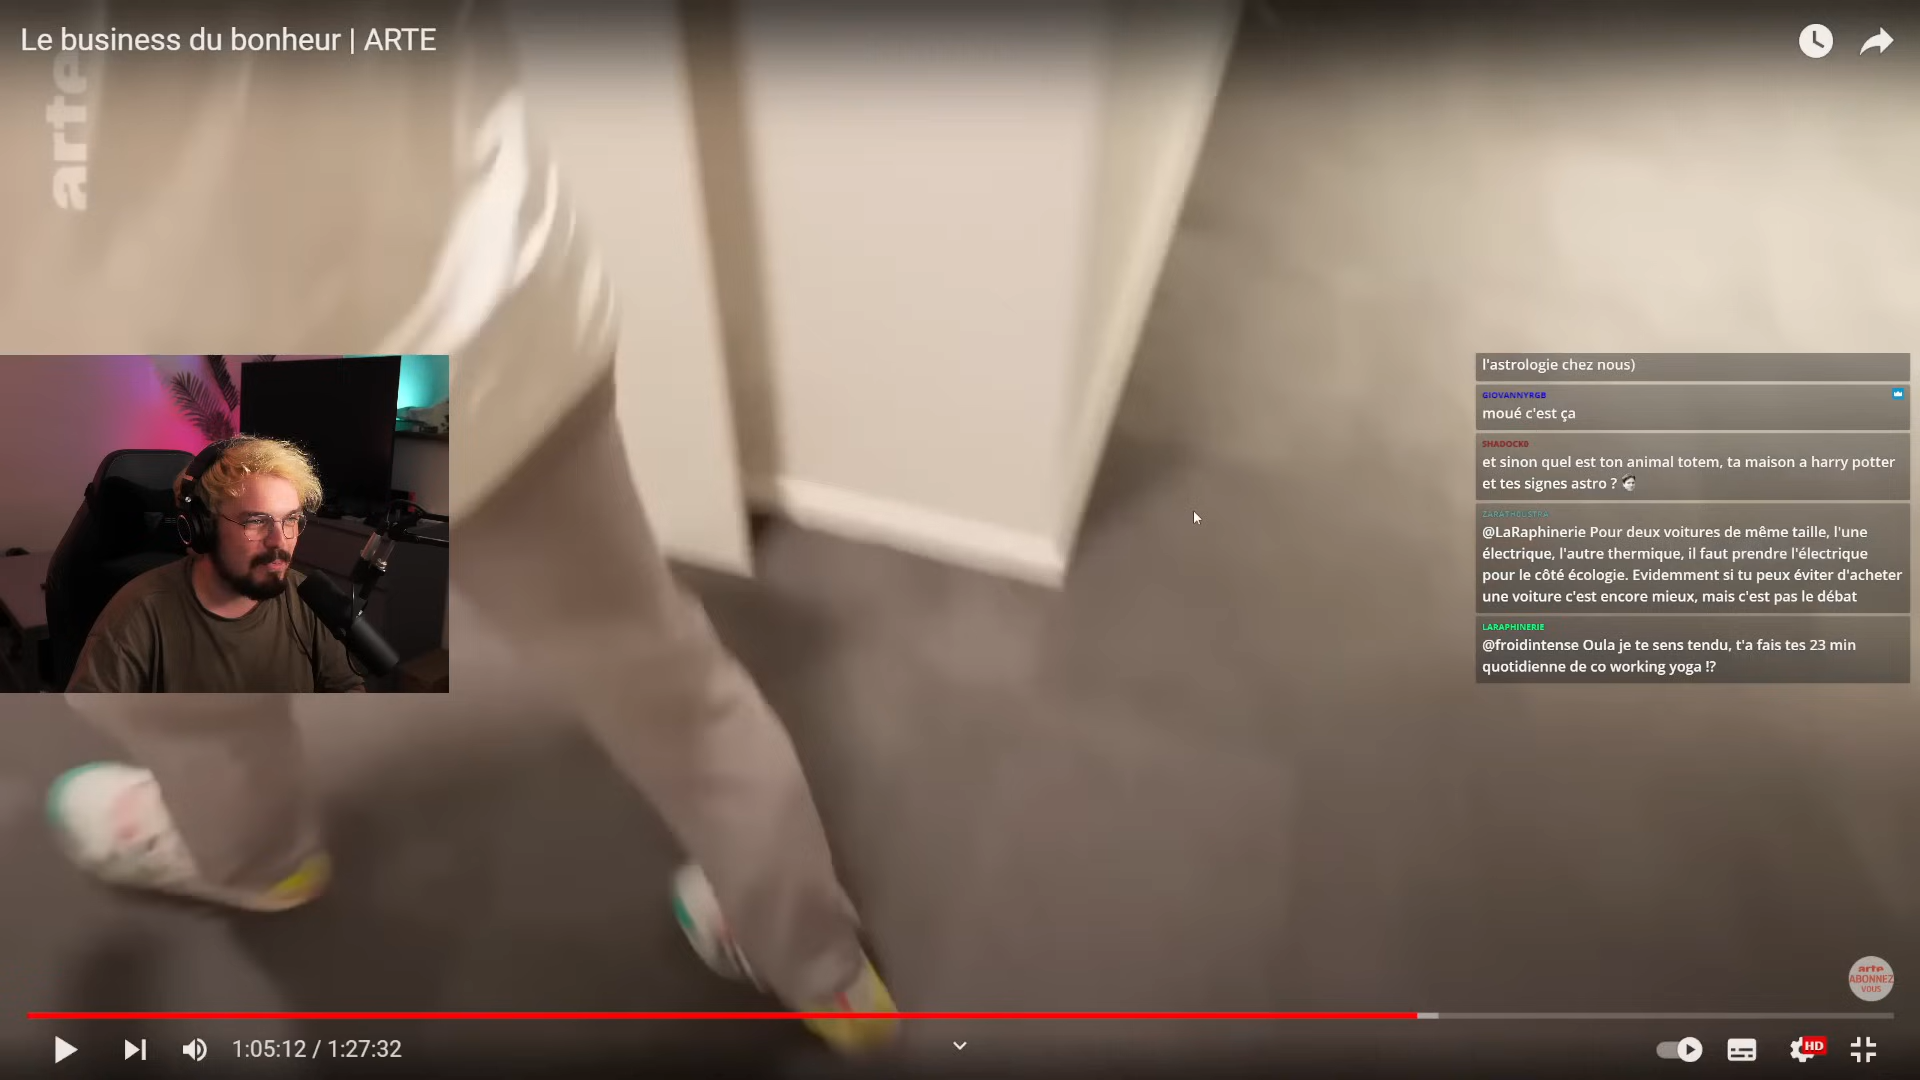 Le business du bonheur | ARTE
arte
l'astrologie chez nous)
GIOVANNYRGB
moué c'est ça
SHADOCK8
et sinon quel est ton animal totem, ta maison a harry potter
et tes signes astro ?
ZARATHOUSTRA
@LaRaphinerie Pour deux voitures de même taille, l'une
électrique, l'autre thermique, il faut prendre l'électrique
pour le côté écologie. Evidemment si tu peux éviter d'acheter
une voiture c'est encore mieux, mais c'est pas le débat
LARAPHINERIE
@froidintense Oula je te sens tendu, t'a fais tes 23 min
quotidienne de co working yoga !?
arte
ABONNEZ
VOUS
1:05:12 / 1:27:32
HD